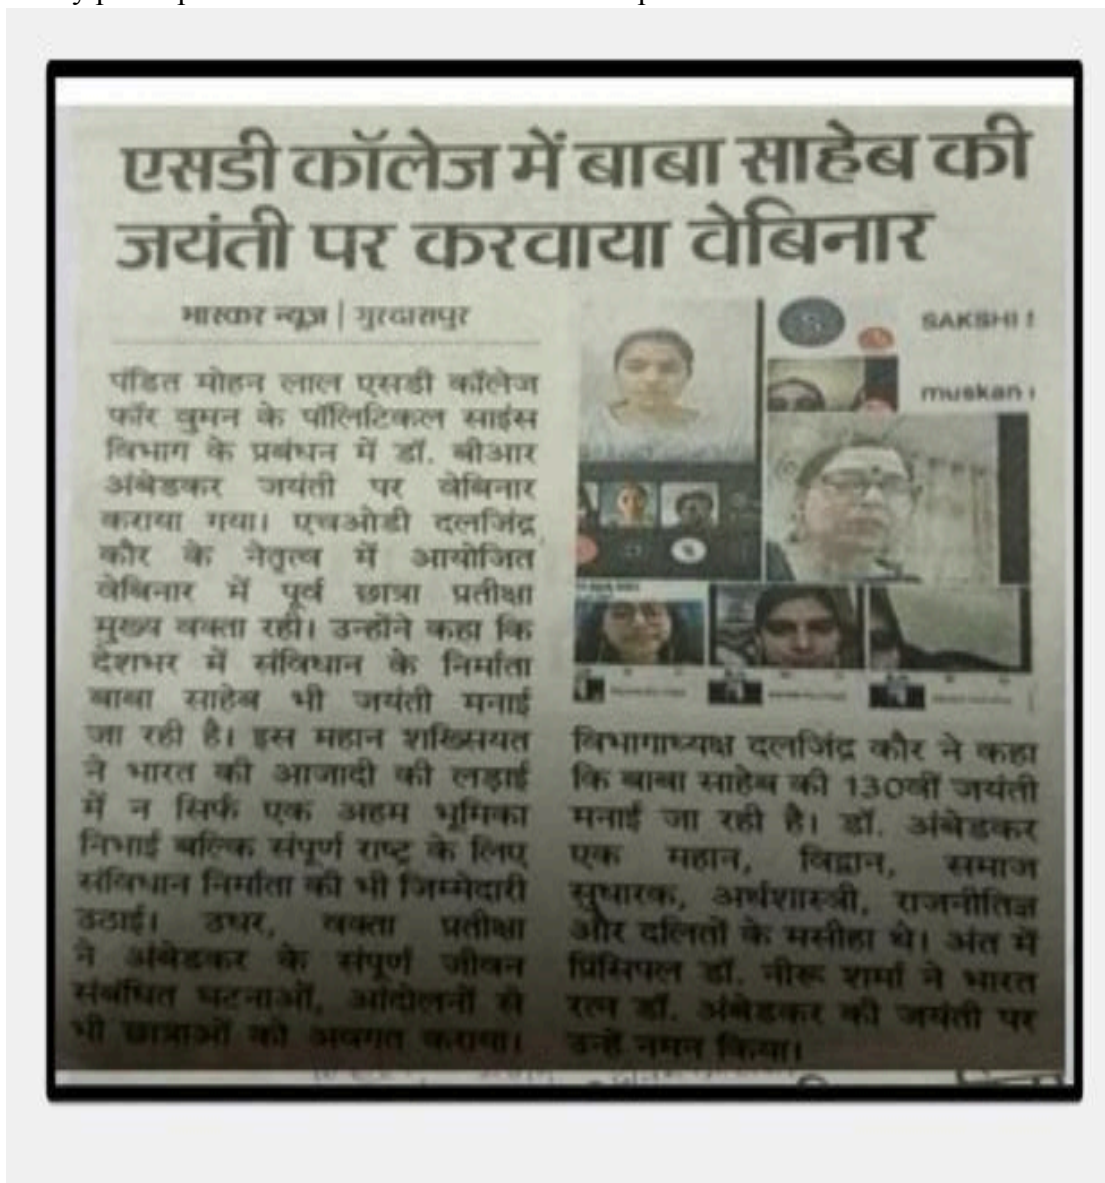 एसडी कॉलेज में बाबा साहेब की
जयंती पर करवाया वेबिनार
भास्कर न्यूज | गुरदासपुर
पंडित मोहन लाल एसडी कॉलेज
फॉर वुमन के पॉलिटिकल साइंस
विभाग के प्रबंधन में डॉ. बीआर
अंबेडकर जयंती पर वेबिनार
कराया गया। एचओडी दलजिंद्र
कौर के नेतृत्व में आयोजित
वेबिनार में पूर्व छात्रा प्रतीक्षा
मुख्य वक्ता रही। उन्होंने कहा कि
देशभर में संविधान के निर्माता
बाबा साहेब भी जयंती मनाई
जा रही है। इस महान शख्सियत
ने भारत की आजादी की लड़ाई
में न सिर्फ एक अहम भूमिका
निभाई बल्कि संपूर्ण राष्ट्र के लिए
संविधान निर्माता की भी जिम्मेदारी
उठाई। उधर, वक्ता प्रतीक्षा
ने अंबेडकर के संपूर्ण जीवन
संबंधित घटनाओं, आंदोलनों से
भी छात्राओं को अवगत कराया।
SAKSHI
muskan
विभागाध्यक्ष दलजिंद्र कौर ने कहा
कि बाबा साहेब की 130वीं जयंती
मनाई जा रही है। डॉ. अंबेडकर
एक महान, विद्वान, समाज
सुधारक, अर्थशास्त्री, राजनीतिज्ञ
और दलितों के मसीहा थे। अंत में
प्रिंसिपल डॉ. नीरू शर्मा ने भारत
रत्न डॉ. अंबेडकर की जयंती पर
उन्हें नमन किया।